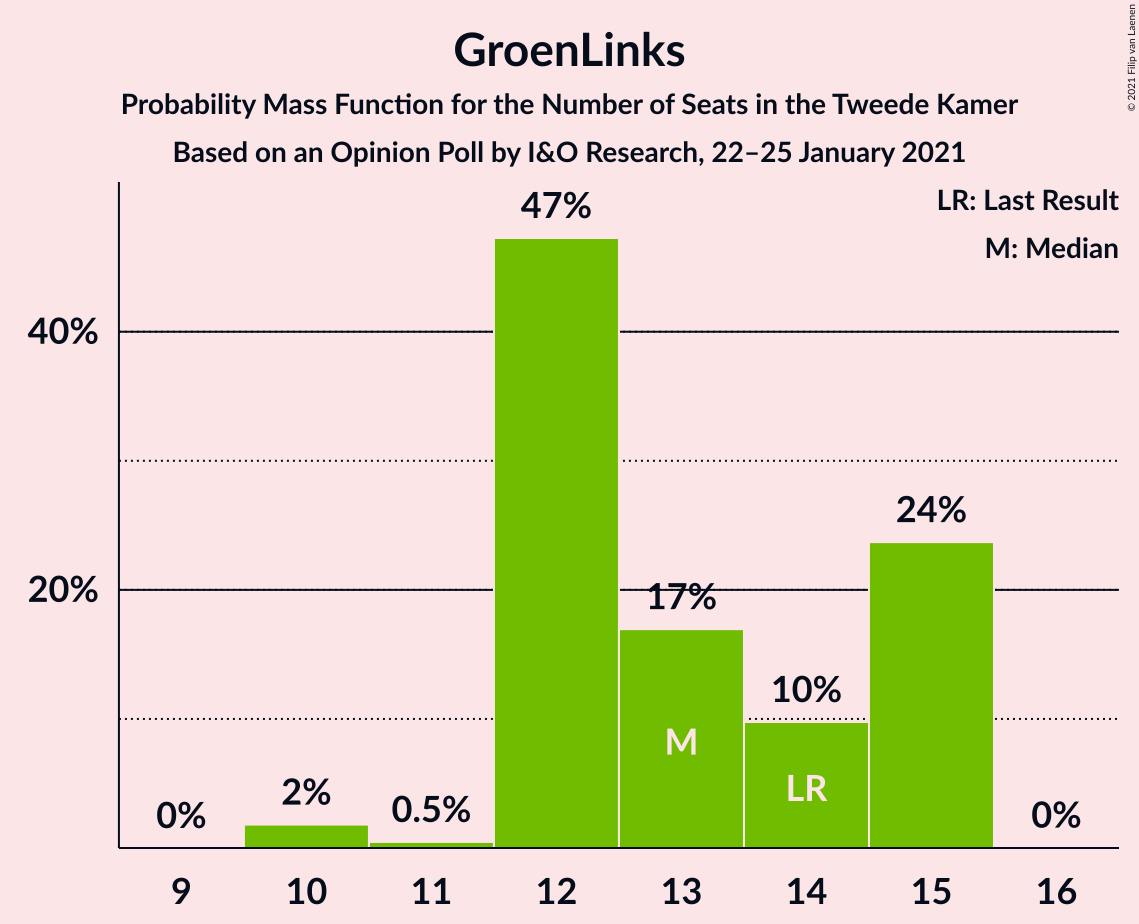 GroenLinks
Probability Mass Function for the Number of Seats in the Tweede Kamer
Based on an Opinion Poll by I&O Research, 22–25 January 2021
© 2021 Filip van Laenen
LR: Last Result
M: Median
47%
40%
24%
20%
17%
10%
M
LR
2%
0.5%
0%
0%
9 10 11 12 13 14 15 16